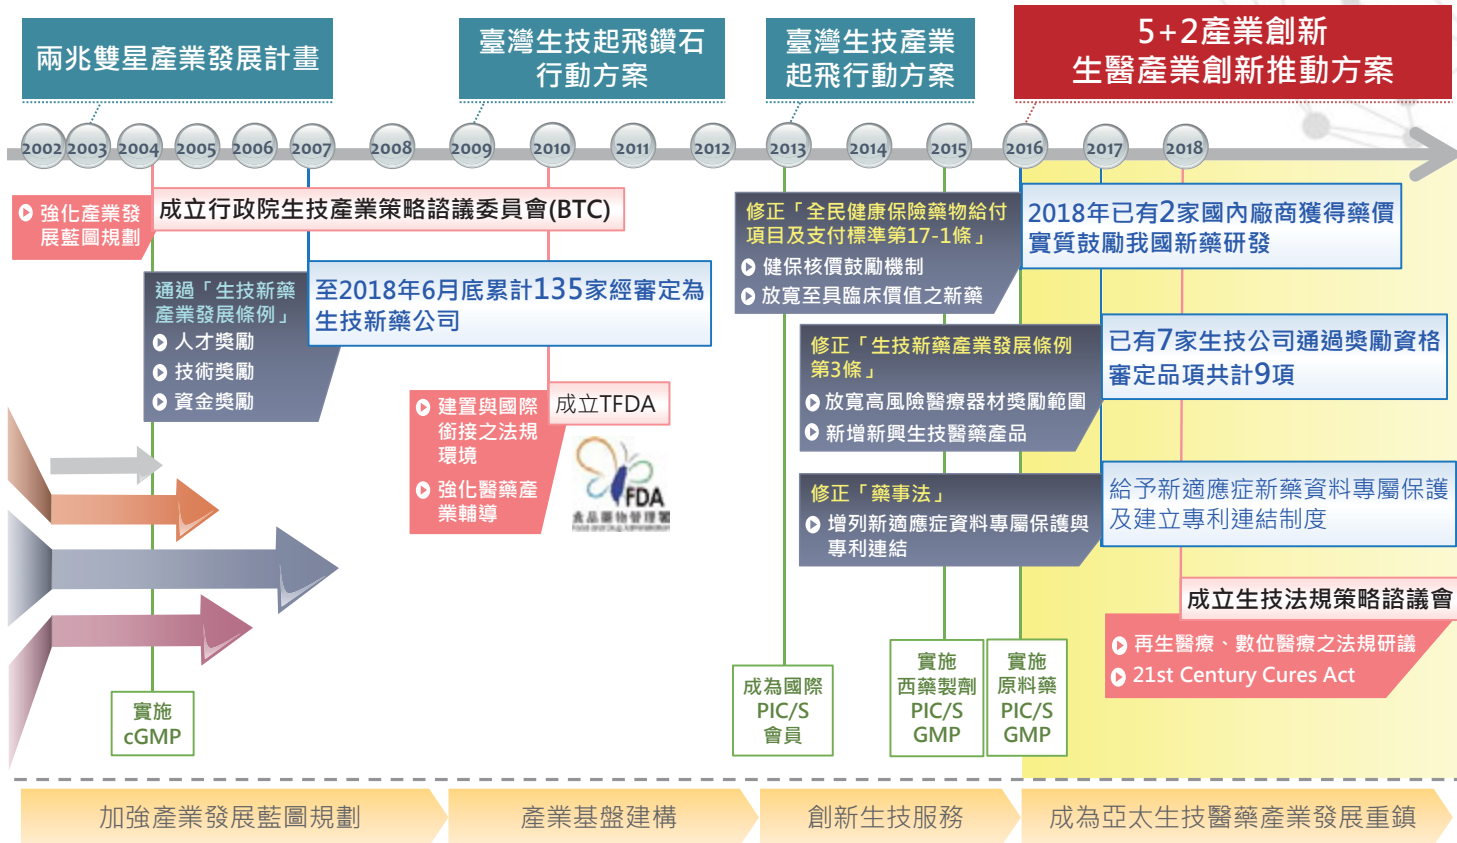 兩兆雙星產業發展計畫
臺灣生技起飛鑽石
行動方案
臺灣生技產業
起飛行動方案
5+2產業創新
生醫產業創新推動方案
2002 2003 2004 2005 2006 2007 2008 2009 2010 2011 2012 2013 2014 2015 2016 2017 2018
強化產業發
展藍圖規劃
成立行政院生技產業策略諮議委員會(BTC)
通過「生技新藥
產業發展條例」
人才獎勵
技術獎勵
資金獎勵
至2018年6月底累計135家經審定為
生技新藥公司
建置與國際
銜接之法規
環境
強化醫藥產
業輔導
成立TFDA
FDA
食品藥物管理署
修正「全民健康保險藥物給付
項目及支付標準第17-1條」
健保核價鼓勵機制
放寬至具臨床價值之新藥
2018年已有2家國內廠商獲得藥價
實質鼓勵我國新藥研發
修正「生技新藥產業發展條例
第3條」
放寬高風險醫療器材獎勵範圍
新增新興生技醫藥產品
已有7家生技公司通過獎勵資格
審定品項共計9項
修正「藥事法」
增列新適應症資料專屬保護與
專利連結
給予新適應症新藥資料專屬保護
及建立專利連結制度
成立生技法規策略諮議會
再生醫療、數位醫療之法規研議
21st Century Cures Act
實施
cGMP
成為國際
PIC/S
會員
實施
西藥製劑
PIC/S
GMP
實施
原料藥
PIC/S
GMP
加強產業發展藍圖規劃
產業基盤建構
創新生技服務
成為亞太生技醫藥產業發展重鎮